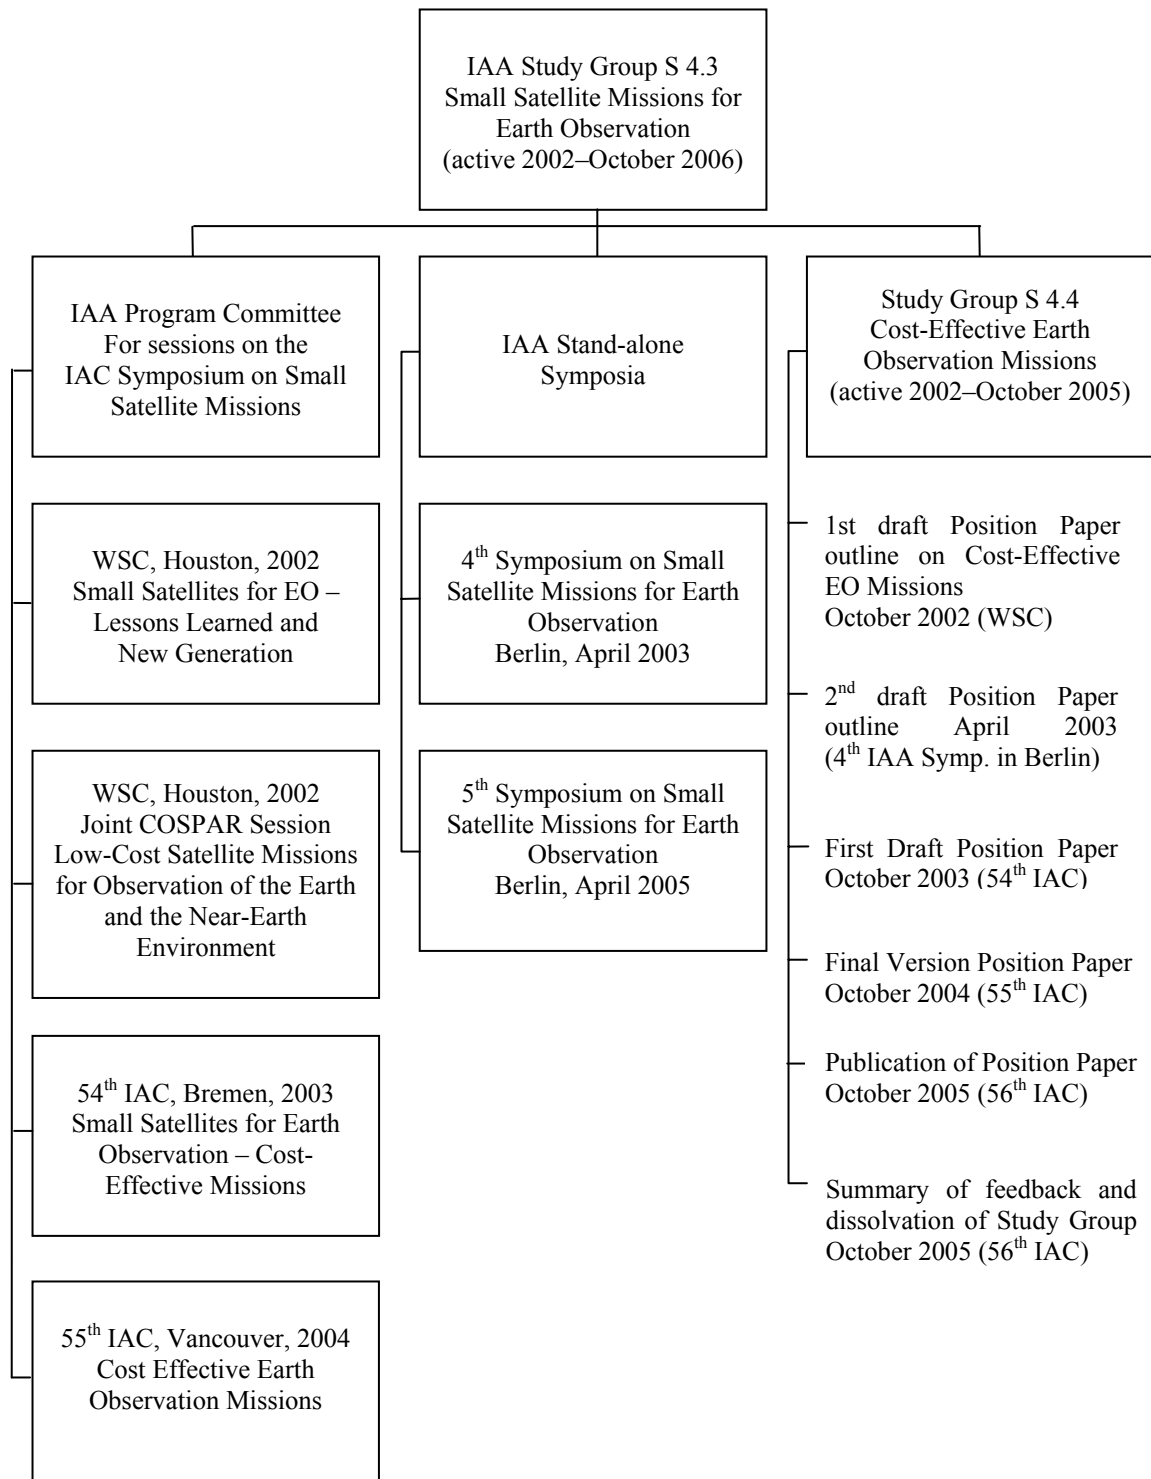 IAA Study Group S 4.3
Small Satellite Missions for
Earth Observation
(active 2002–October 2006)
IAA Program Committee
For sessions on the
IAC Symposium on Small
Satellite Missions
WSC, Houston, 2002
Small Satellites for EO –
Lessons Learned and
New Generation
WSC, Houston, 2002
Joint COSPAR Session
Low-Cost Satellite Missions
for Observation of the Earth
and the Near-Earth
Environment
54th IAC, Bremen, 2003
Small Satellites for Earth
Observation – Cost-
Effective Missions
55th IAC, Vancouver, 2004
Cost Effective Earth
Observation Missions
IAA Stand-alone
Symposia
4th Symposium on Small
Satellite Missions for Earth
Observation
Berlin, April 2003
5th Symposium on Small
Satellite Missions for Earth
Observation
Berlin, April 2005
Study Group S 4.4
Cost-Effective Earth
Observation Missions
(active 2002–October 2005)
1st draft Position Paper
outline on Cost-Effective
EO Missions
October 2002 (WSC)
2nd draft Position Paper
outline April 2003
(4th IAA Symp. in Berlin)
First Draft Position Paper
October 2003 (54th IAC)
Final Version Position Paper
October 2004 (55th IAC)
Publication of Position Paper
October 2005 (56th IAC)
Summary of feedback and
dissolvation of Study Group
October 2005 (56th IAC)